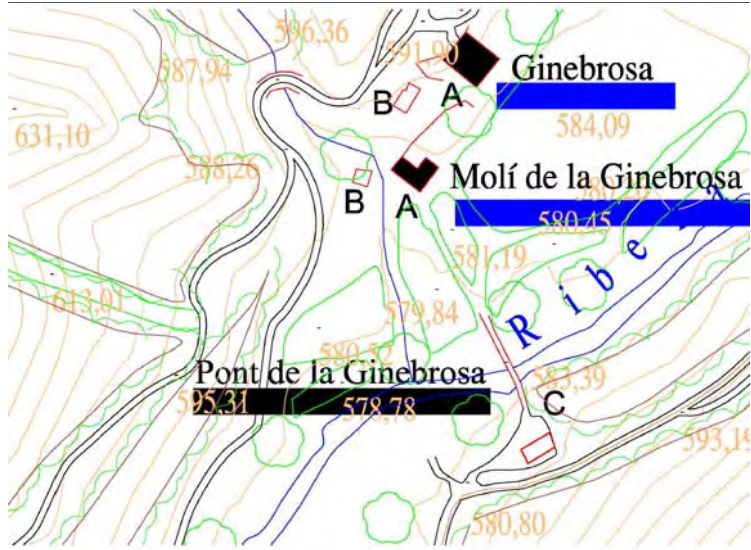 596,36
591,90
587,94
Ginebrosa
B
A
631,10
584,09
588,26
Molí de la Ginebrosa
B
A
580,45
581,19
613,01
579,84
Ribe
580,52
Pont de la Ginebrosa
583,39
595,31
578,78
C
593,19
580,80